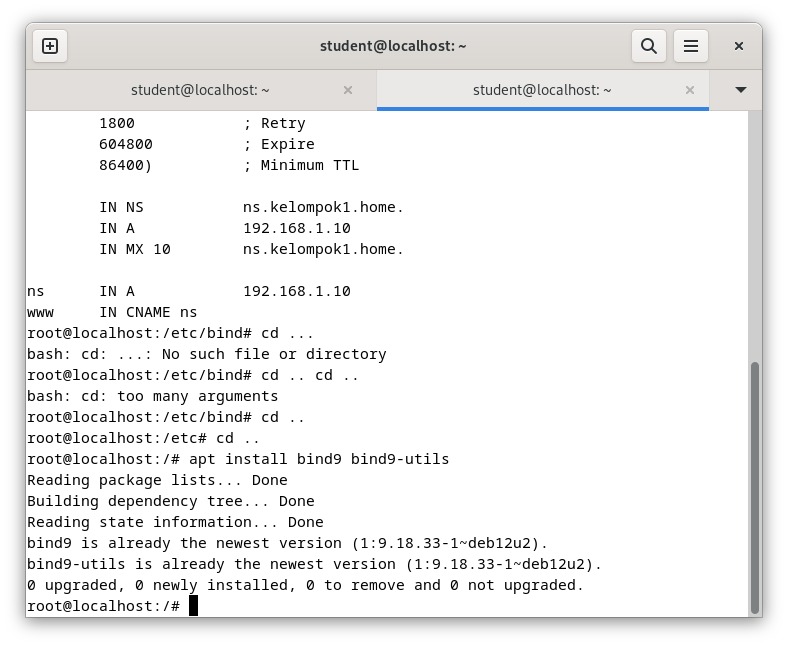 student@localhost: ~
student@localhost: ~
student@localhost: ~
        1800            ; Retry
        604800          ; Expire
        86400)          ; Minimum TTL
        IN NS           ns.kelompok1.home.
        IN A            192.168.1.10
        IN MX 10        ns.kelompok1.home.
ns      IN A            192.168.1.10
www     IN CNAME ns
root@localhost:/etc/bind# cd ...
bash: cd: ...: No such file or directory
root@localhost:/etc/bind# cd .. cd ..
bash: cd: too many arguments
root@localhost:/etc/bind# cd ..
root@localhost:/etc# cd ..
root@localhost:/# apt install bind9 bind9-utils
Reading package lists... Done
Building dependency tree... Done
Reading state information... Done
bind9 is already the newest version (1:9.18.33-1~deb12u2).
bind9-utils is already the newest version (1:9.18.33-1~deb12u2).
0 upgraded, 0 newly installed, 0 to remove and 0 not upgraded.
root@localhost:/#